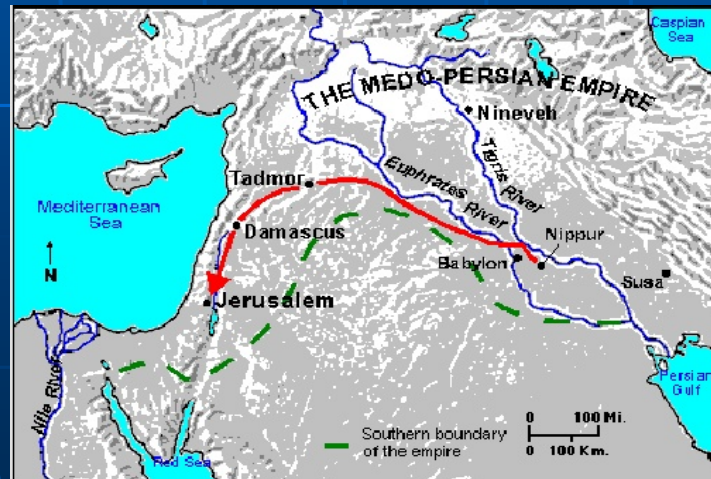 Caspian
Sea
THE MEDO-PERSIAN EMPIRE
Nineveh
Tigris River
Euphrates
River
Tadmor
Mediterranean
Sea
Damascus
Nippur
Babylon
N
Susa
Jerusalem
Persian
Gulf
Nile River
0 100 Mi.
0 100 Km.
Southern boundary
of the empire
Red Sea